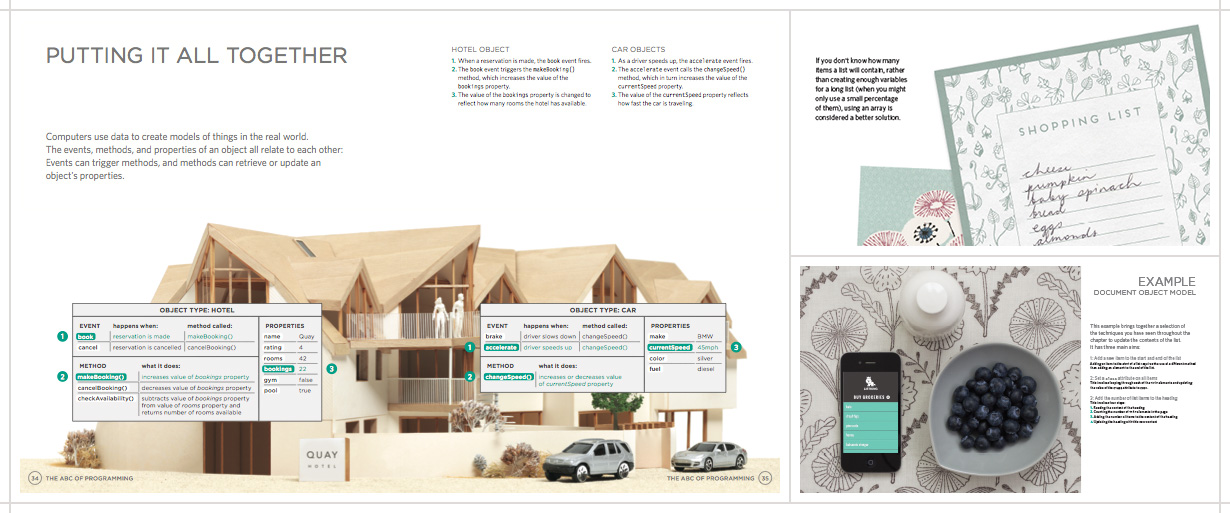 PUTTING IT ALL TOGETHER
Computers use data to create models of things in the real world.
The events, methods, and properties of an object all relate to each other:
Events can trigger methods, and methods can retrieve or update an
object's properties.
HOTEL OBJECT
1. When a reservation is made, the book event fires.
2. The book event triggers the makeBooking()
method, which increases the value of the
bookings property.
3. The value of the bookings property is changed to
reflect how many rooms the hotel has available.
CAR OBJECTS
1. As a driver speeds up, the accelerate event fires.
2. The accelerate event calls the changeSpeed()
method, which in turn increases the value of the
currentSpeed property.
3. The value of the currentSpeed property reflects
how fast the car is traveling.
OBJECT TYPE: HOTEL
EVENT happens when: method called:
1 book reservation is made makeBooking()
cancel reservation is cancelled cancelBooking()
METHOD what it does:
2 makeBooking() increases value of bookings property
cancelBooking() decreases value of bookings property
checkAvailability() subtracts value of bookings property
from value of rooms property and
returns number of rooms available
PROPERTIES
name Quay
rating 4
rooms 42
bookings 22 3
gym false
pool true
OBJECT TYPE: CAR
EVENT happens when: method called:
brake driver slows down changeSpeed()
1 accelerate driver speeds up changeSpeed()
METHOD what it does:
2 changeSpeed() increases or decreases value
of currentSpeed property
PROPERTIES
make BMW
currentSpeed 45mph 3
color silver
fuel diesel
QUAY
HOTEL
34 THE ABC OF PROGRAMMING
THE ABC OF PROGRAMMING 35
If you don't know how many
items a list will contain, rather
than creating enough variables
for a long list (when you might
only use a small percentage
of them), using an array is
considered a better solution.
SHOPPING LIST
cheese
pumpkin
baby spinach
bread
eggs
almonds
BUY GROCERIES
EXAMPLE
DOCUMENT OBJECT MODEL
This example brings together a selection of
the techniques you have seen throughout the
chapter to update the contents of the list.
It has three main aims:
1: Add a new item to the start and end of the list
2: Set a class attribute on all items
3: Add the number of list items to the heading